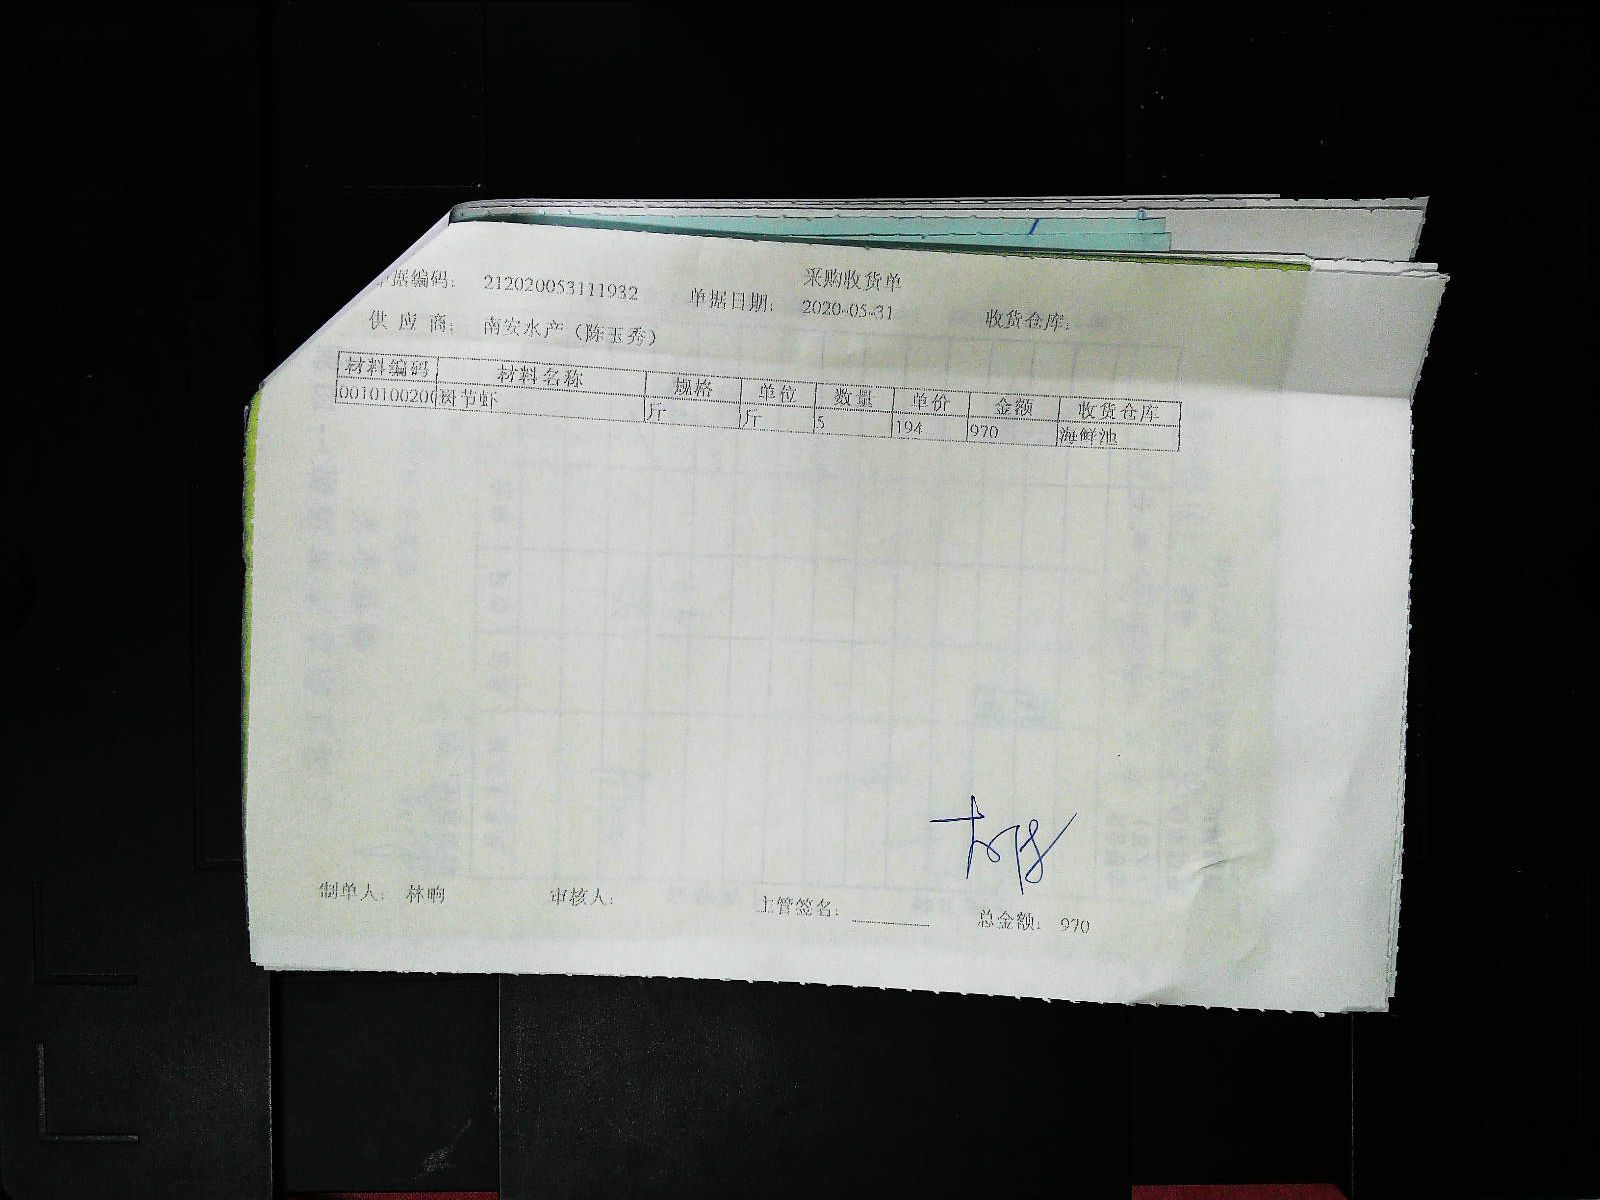 采购收货单
据编码： 212020053111932 单据日期： 2020-05-31 收货仓库：
供 应 商： 南安水产（陈玉秀）
材料编码 材料名称 规格 单位 数量 单价 金额 收货仓库
0010100200 斑节虾 斤 斤 5 194 970 海鲜池
制单人： 林晌 审核人： 主管签名： 总金额： 970